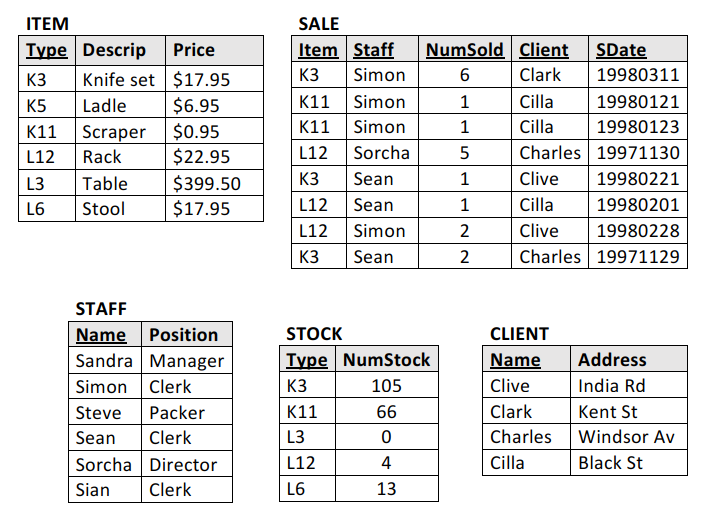 ITEM
Type Descrip Price
K3 Knife set $17.95
K5 Ladle $6.95
K11 Scraper $0.95
L12 Rack $22.95
L3 Table $399.50
L6 Stool $17.95
SALE
Item Staff NumSold Client SDate
K3 Simon 6 Clark 19980311
K11 Simon 1 Cilla 19980121
K11 Simon 1 Cilla 19980123
L12 Sorcha 5 Charles 19971130
K3 Sean 1 Clive 19980221
L12 Sean 1 Cilla 19980201
L12 Simon 2 Clive 19980228
K3 Sean 2 Charles 19971129
STAFF
Name Position
Sandra Manager
Simon Clerk
Steve Packer
Sean Clerk
Sorcha Director
Sian Clerk
STOCK
Type NumStock
K3 105
K11 66
L3 0
L12 4
L6 13
CLIENT
Name Address
Clive India Rd
Clark Kent St
Charles Windsor Av
Cilla Black St